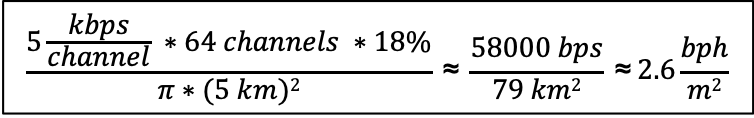 5 kbps/channel * 64 channels * 18% / π * (5 km)² ≈ 58000 bps / 79 km² ≈ 2.6 bph/m²